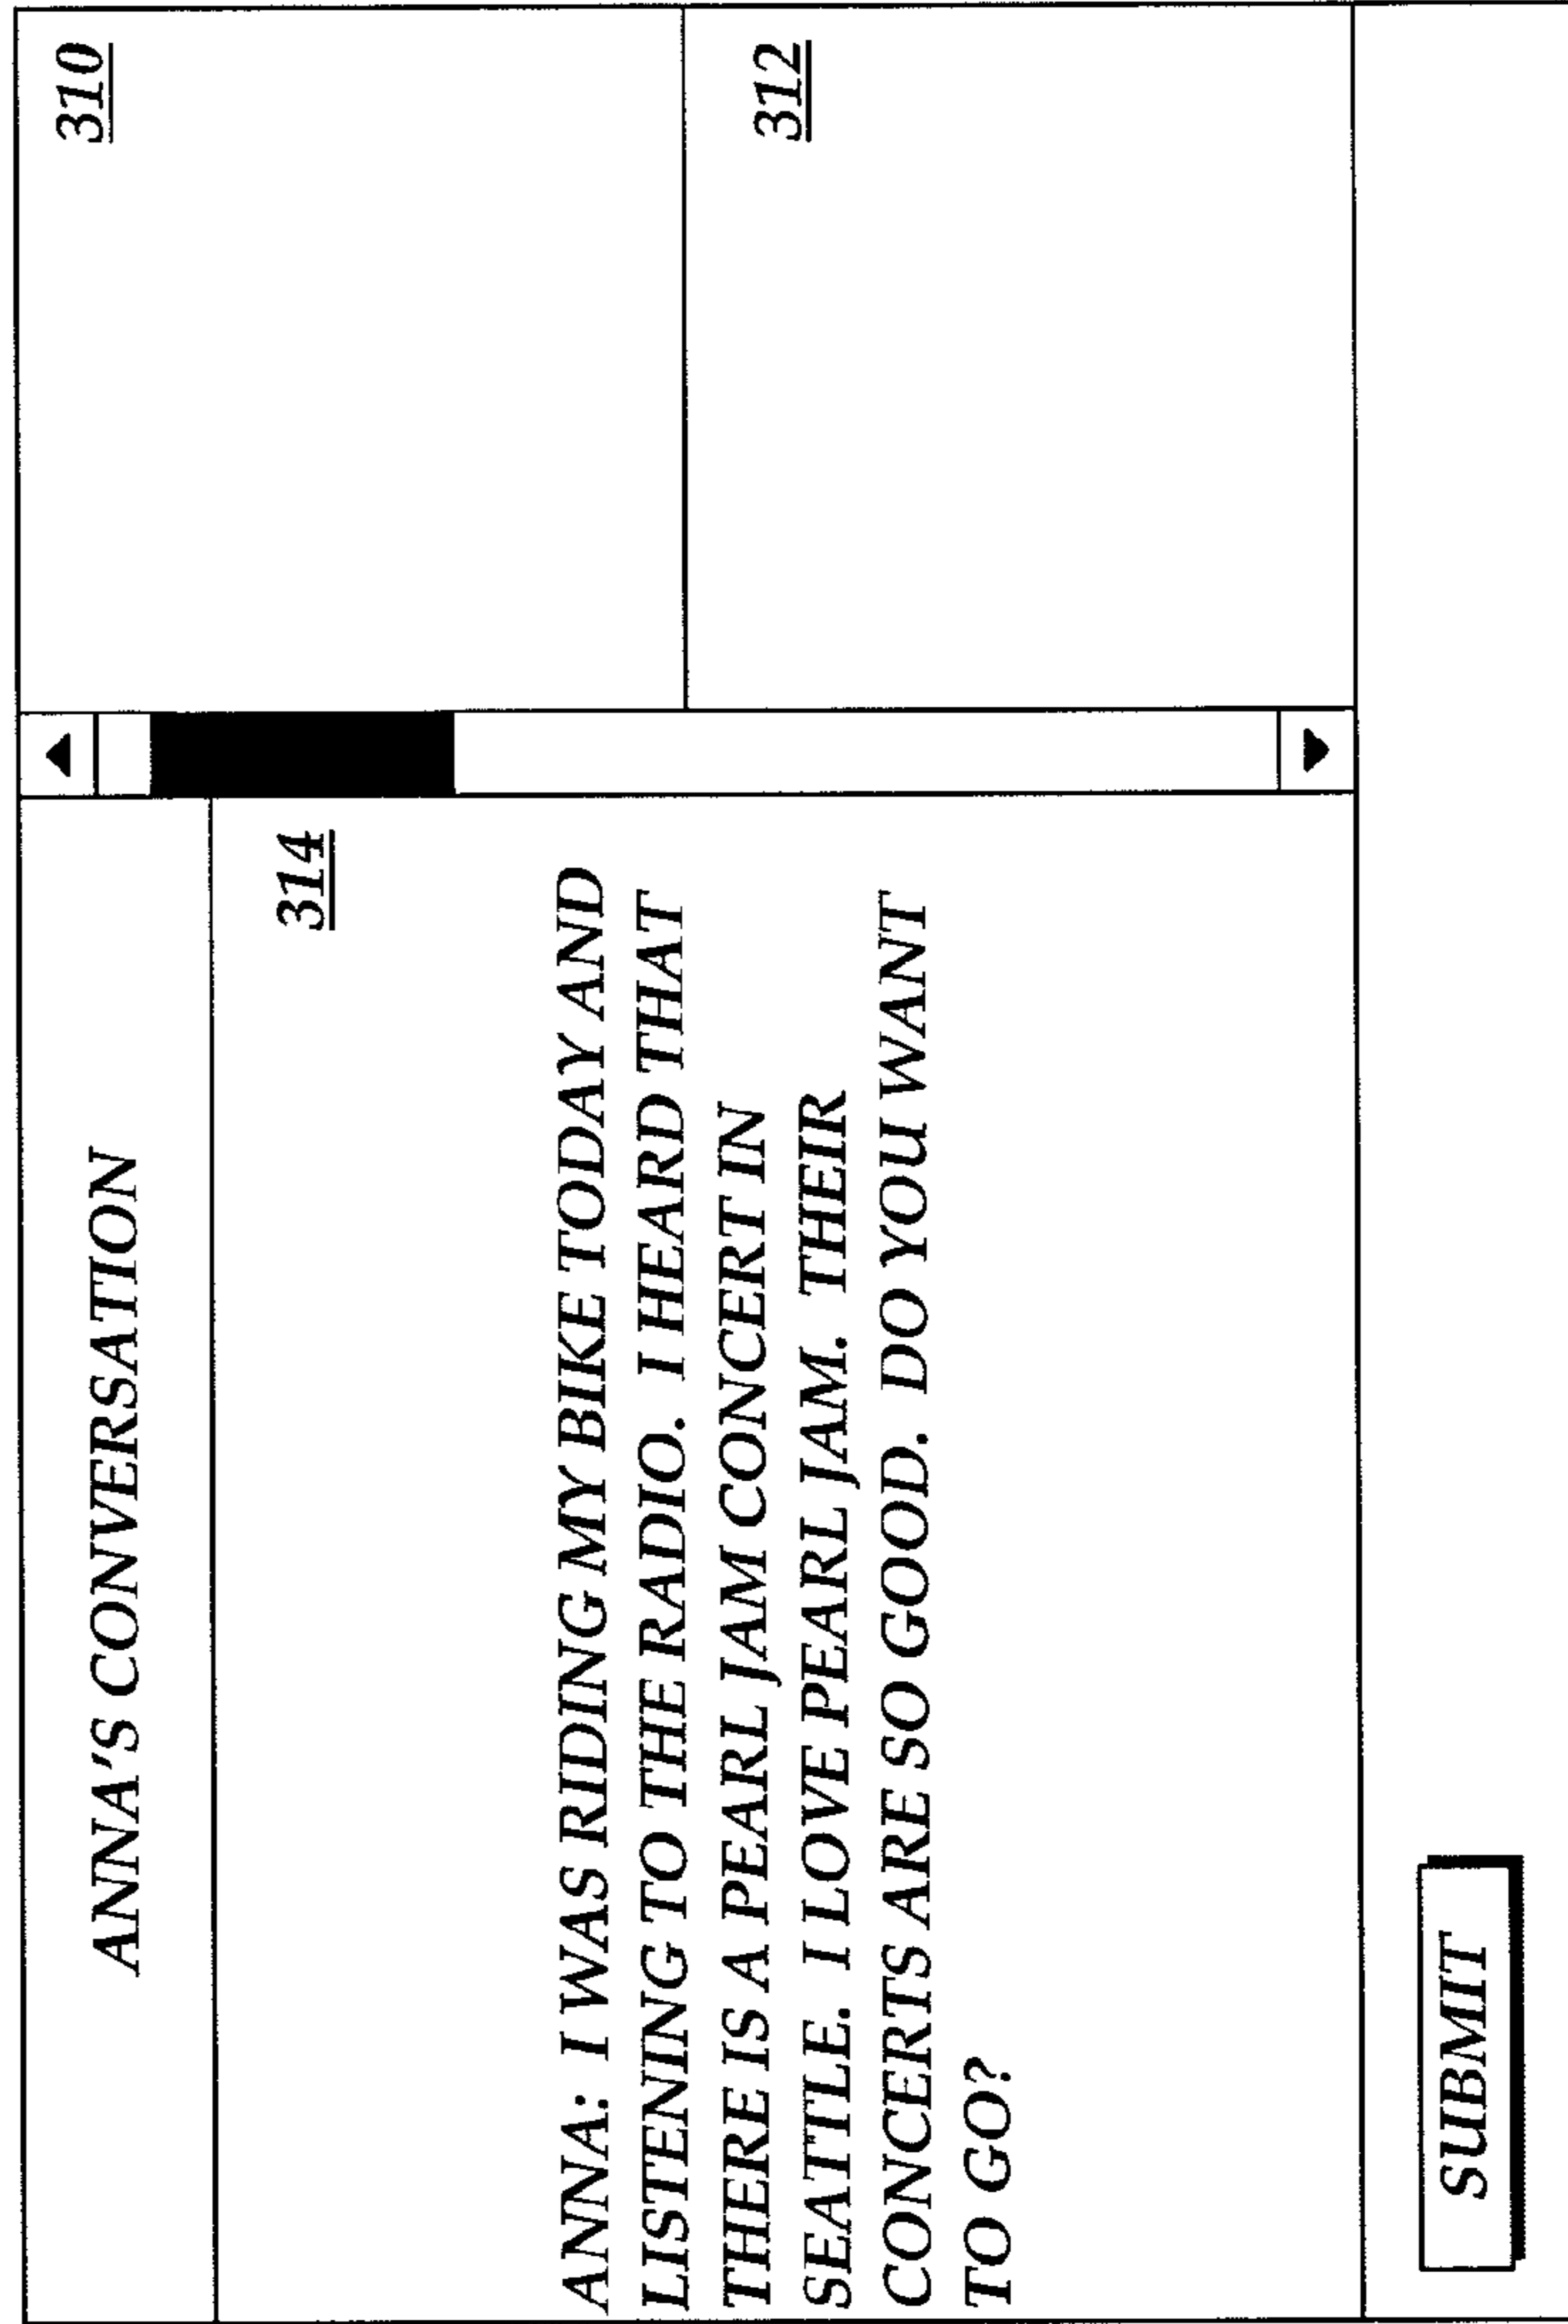 ANNA'S CONVERSATION
310
314
ANNA: I WAS RIDING MY BIKE TODAY AND
LISTENING TO THE RADIO. I HEARD THAT
THERE IS A PEARL JAM CONCERT IN
SEATTLE. I LOVE PEARL JAM. THEIR
CONCERTS ARE SO GOOD. DO YOU WANT
TO GO?
312
SUBMIT